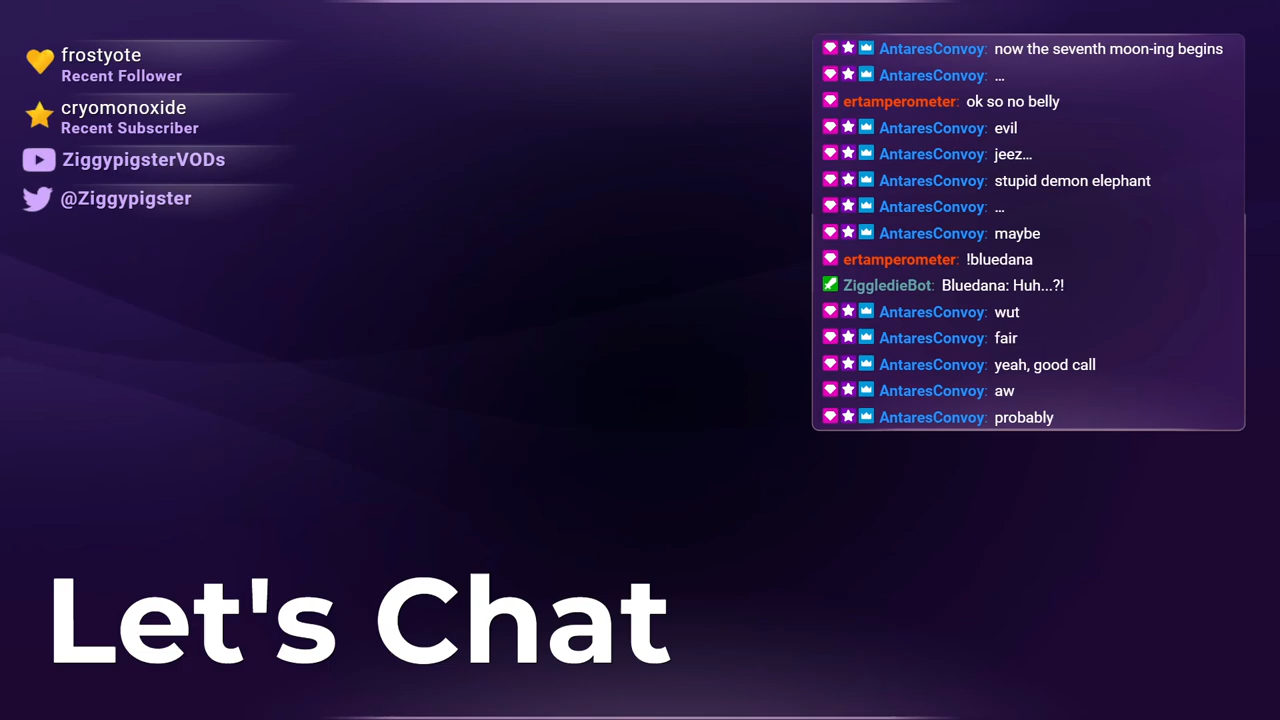 frostyote
Recent Follower
cryomonoxide
Recent Subscriber
ZiggypigsterVODs
@Ziggypigster
AntaresConvoy: now the seventh moon-ing begins
AntaresConvoy: ...
ertamperometer: ok so no belly
AntaresConvoy: evil
AntaresConvoy: jeez...
AntaresConvoy: stupid demon elephant
AntaresConvoy: ...
AntaresConvoy: maybe
ertamperometer: !bluedana
ZiggledieBot: Bluedana: Huh...?!
AntaresConvoy: wut
AntaresConvoy: fair
AntaresConvoy: yeah, good call
AntaresConvoy: aw
AntaresConvoy: probably
Let's Chat